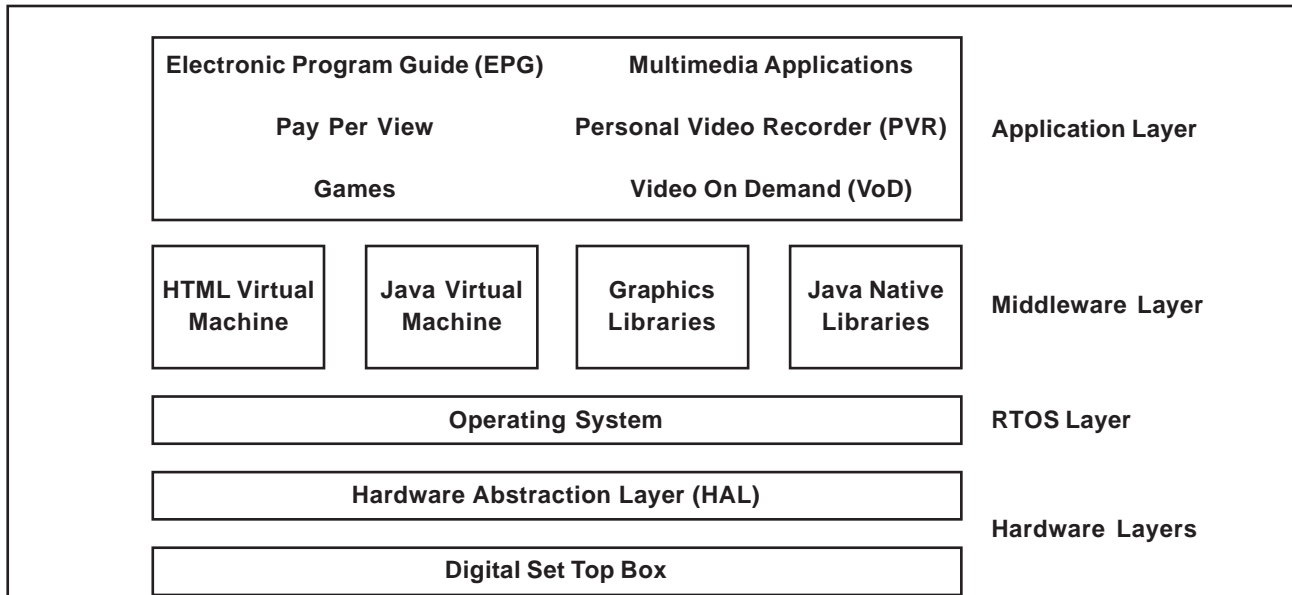 Electronic Program Guide (EPG)
Multimedia Applications
Pay Per View
Personal Video Recorder (PVR)
Games
Video On Demand (VoD)
Application Layer
HTML Virtual
Machine
Java Virtual
Machine
Graphics
Libraries
Java Native
Libraries
Middleware Layer
Operating System
RTOS Layer
Hardware Abstraction Layer (HAL)
Digital Set Top Box
Hardware Layers